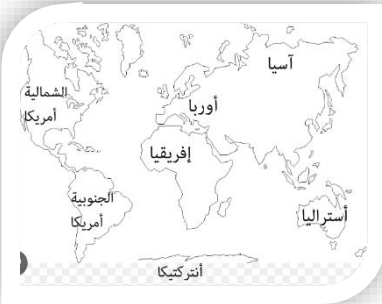 آسيا
الشمالية
أمريكا
أوربا
إفريقيا
الجنوبية
أمريكا
أستراليا
أنتركتيكا